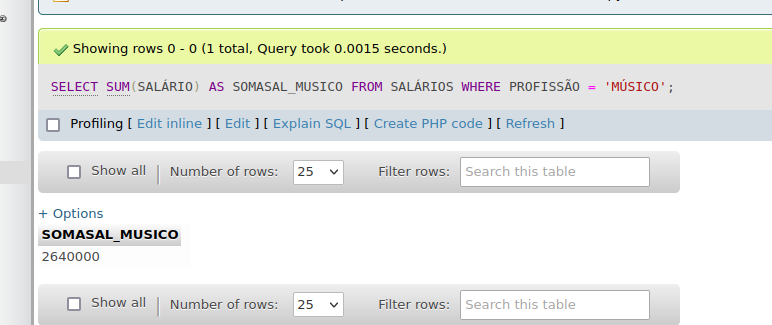 Showing rows 0 - 0 (1 total, Query took 0.0015 seconds.)
SELECT SUM(SALÁRIO) AS SOMASAL_MUSICO FROM SALÁRIOS WHERE PROFISSÃO = 'MÚSICO';
Profiling [ Edit inline ] [ Edit ] [ Explain SQL ] [ Create PHP code ] [ Refresh ]
Show all Number of rows: 25 Filter rows: Search this table
+ Options
SOMASAL_MUSICO
2640000
Show all Number of rows: 25 Filter rows: Search this table